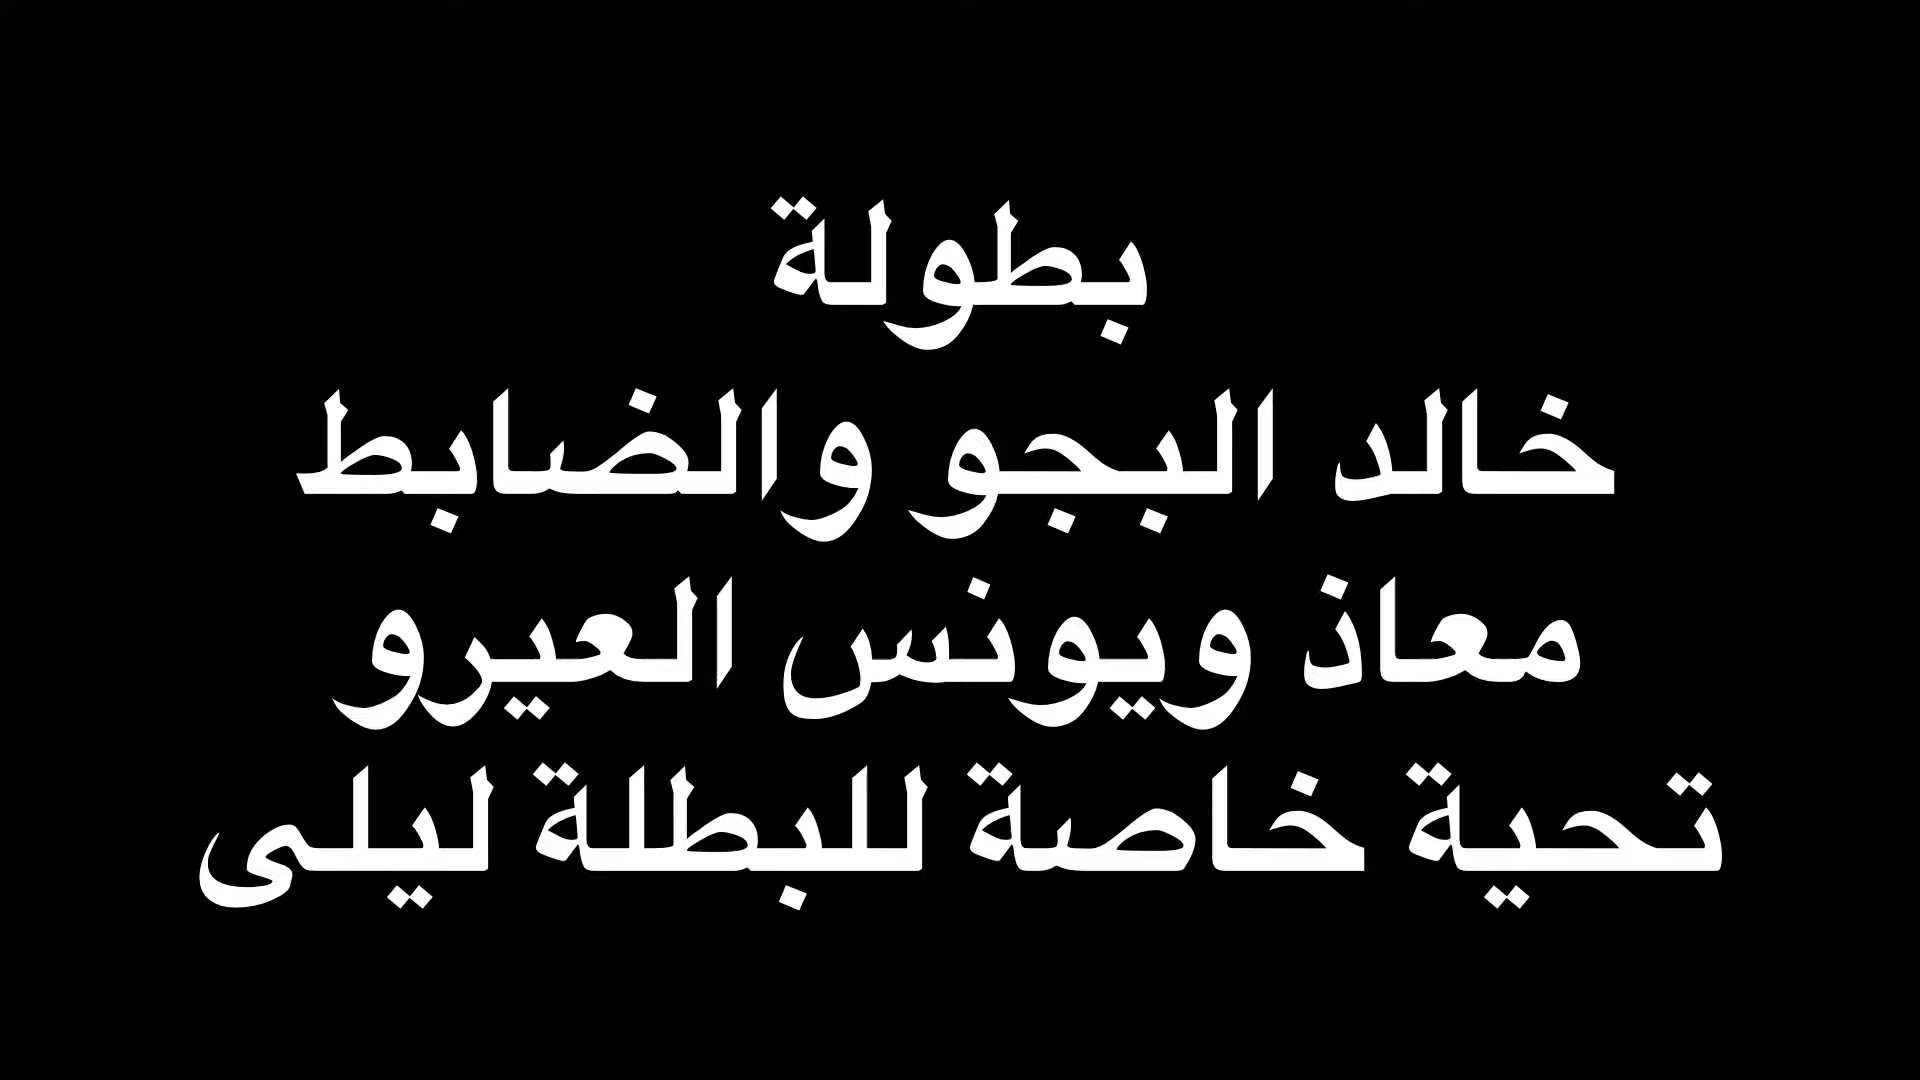 بطولة
خالد البجو والضابط
معاذ ويونس العيرو
تحية خاصة للبطلة ليلى